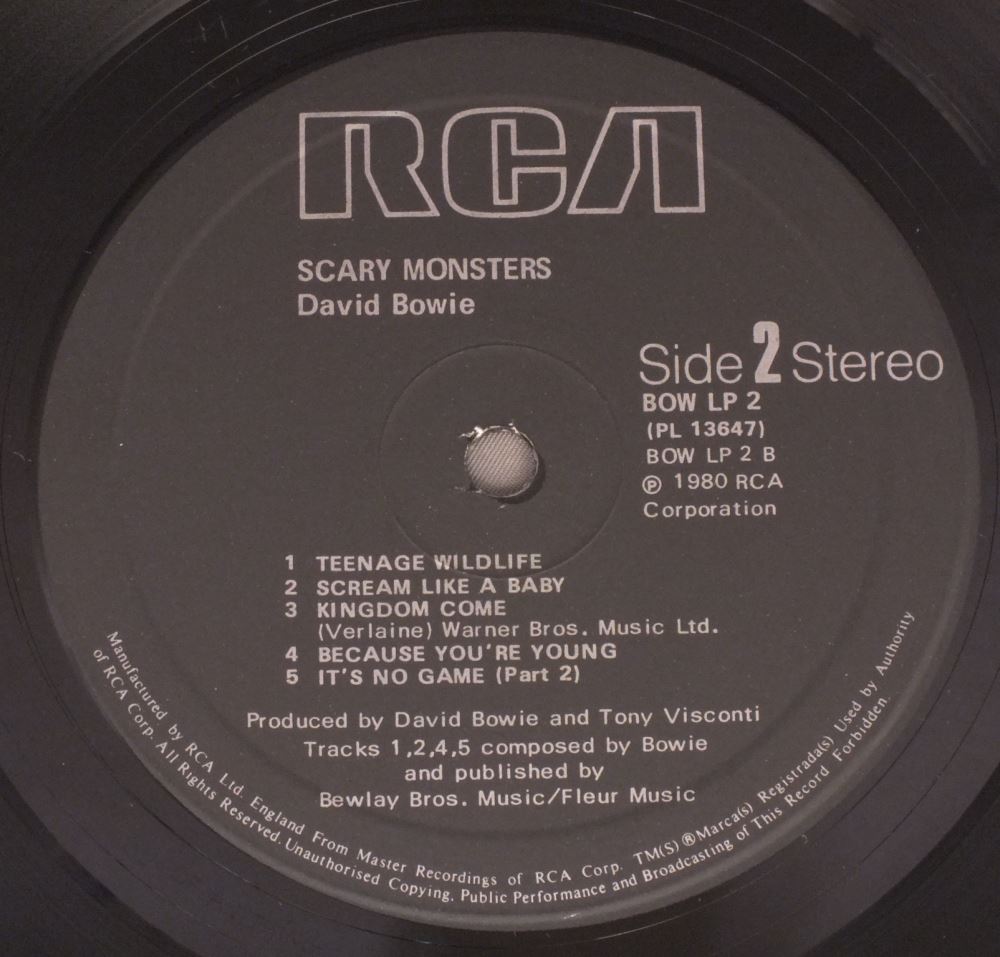 RCA
SCARY MONSTERS
David Bowie
Side 2 Stereo
BOW LP 2
(PL 13647)
BOW LP 2 B
℗ 1980 RCA
Corporation
1 TEENAGE WILDLIFE
2 SCREAM LIKE A BABY
3 KINGDOM COME
(Verlaine) Warner Bros. Music Ltd.
4 BECAUSE YOU'RE YOUNG
5 IT'S NO GAME (Part 2)
Produced by David Bowie and Tony Visconti
Tracks 1,2,4,5 composed by Bowie
and published by
Bewlay Bros. Music/Fleur Music
Manufactured by RCA Ltd. England From Master Recordings of RCA Corp. TM(S) ® Marca(s) Registrada(s) Used by Authority
of RCA Corp. All Rights Reserved. Unauthorised Copying, Public Performance and Broadcasting of This Record Forbidden